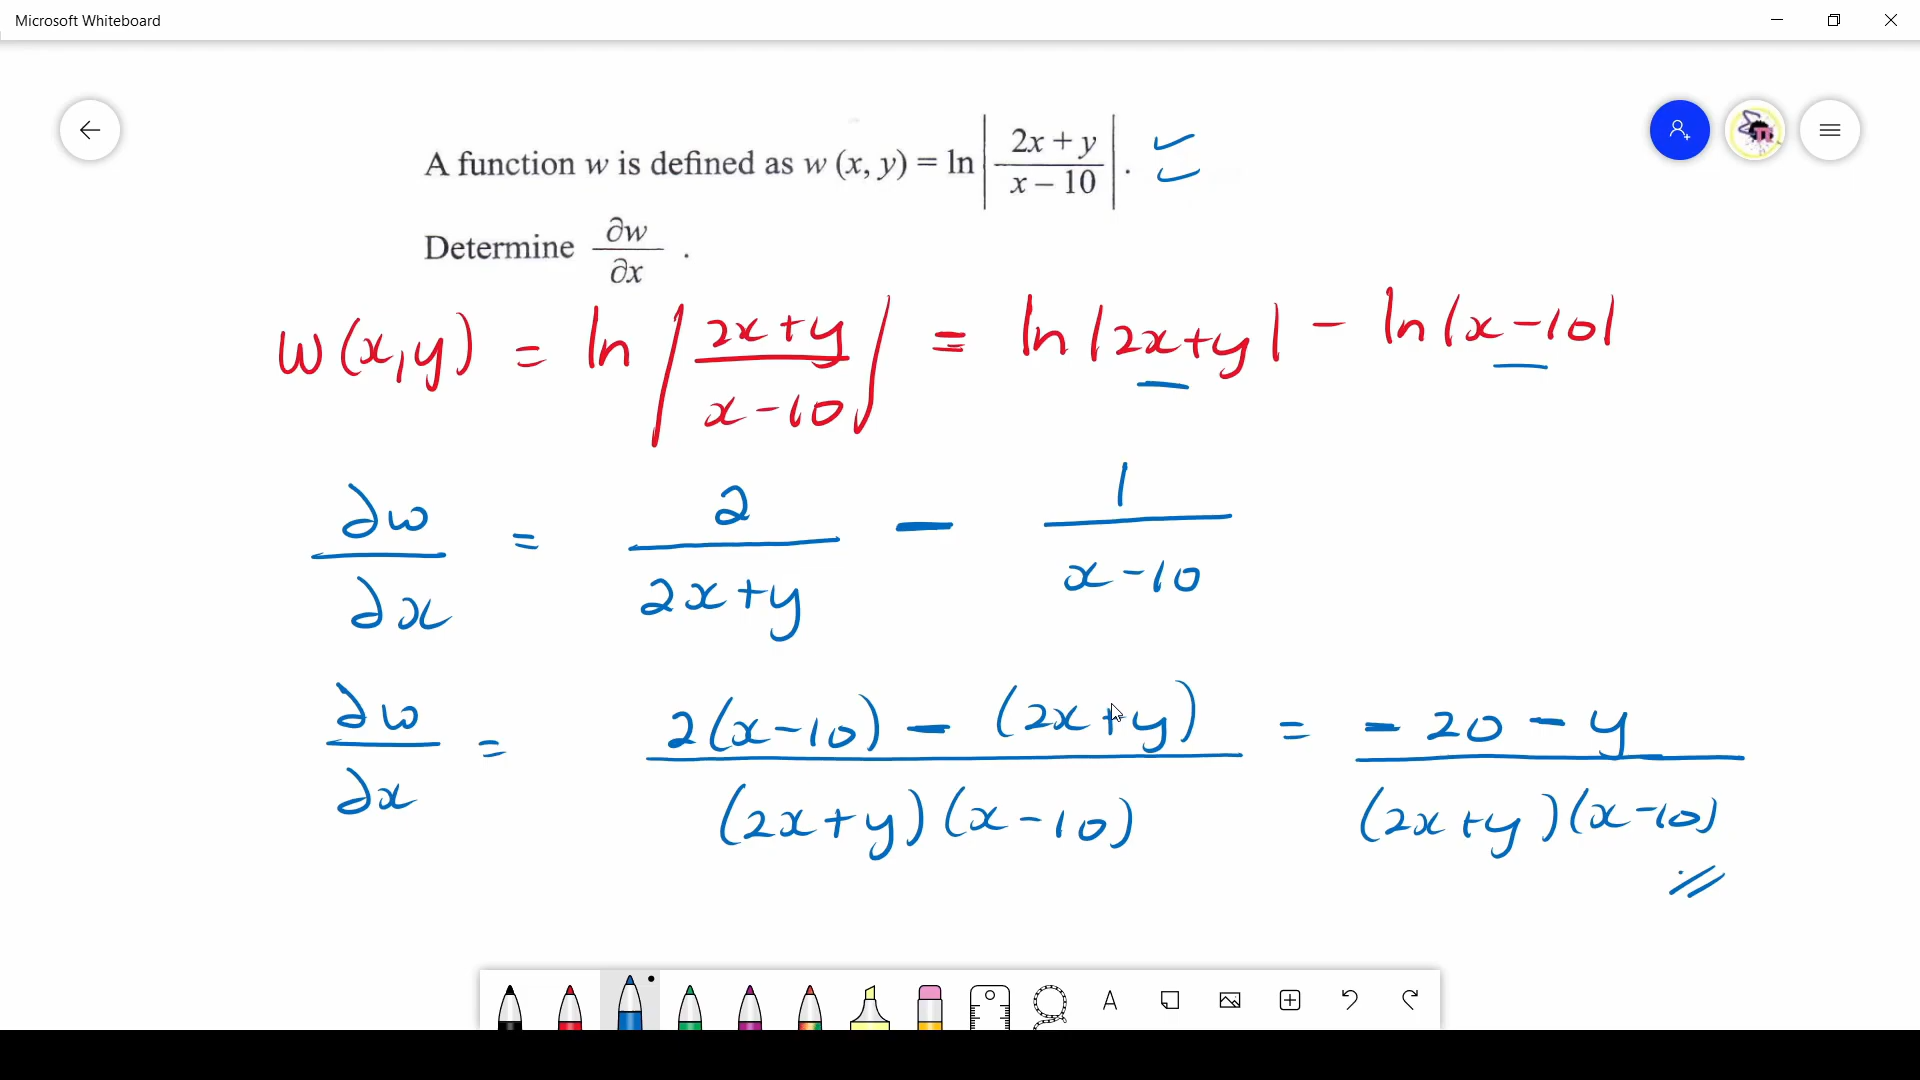 Microsoft Whiteboard
A function w is defined as w (x, y) = ln | (2x + y)/(x – 10) | .
Determine ∂w/∂x .
w(x,y) = ln | (2x+y)/(x-10) | = ln|2x+y| - ln|x-10|
∂w/∂x = 2/(2x+y) - 1/(x-10)
∂w/∂x = (2(x-10) - (2x+y))/((2x+y)(x-10)) = (-20-y)/((2x+y)(x-10))
A